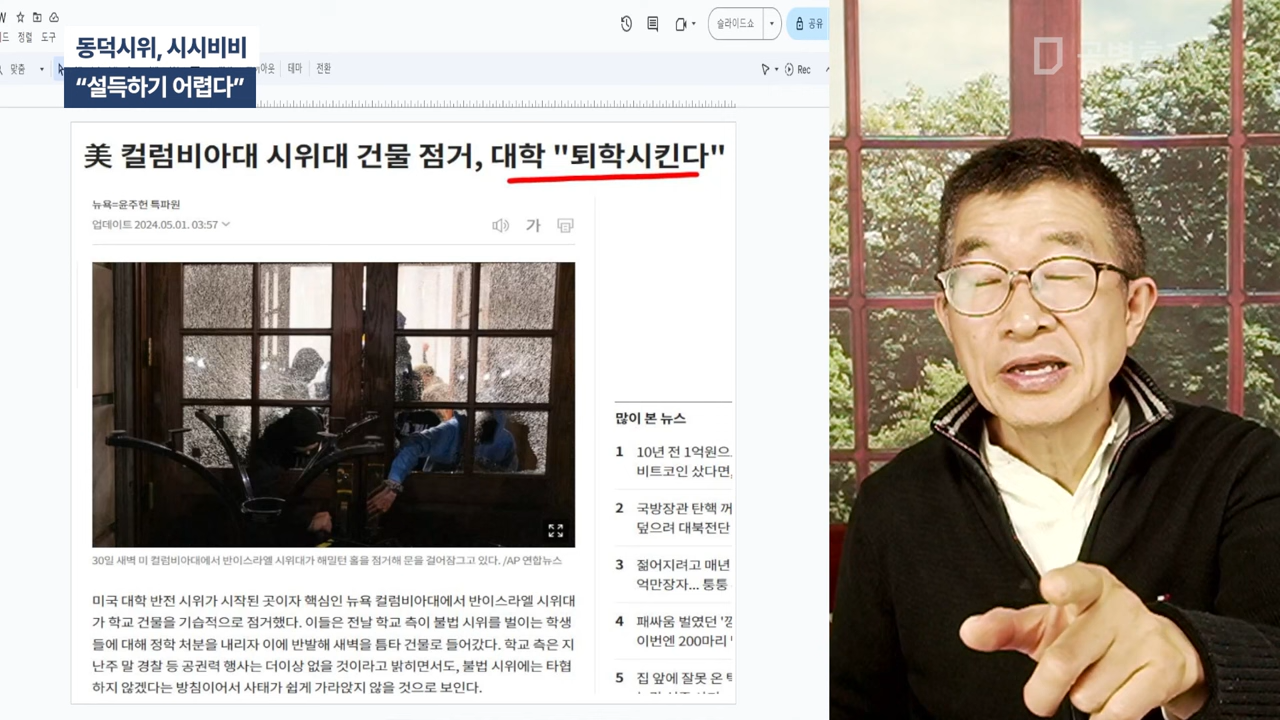 동덕시위, 시시비비
“설득하기 어렵다”
정렬
도구
슬라이드쇼
공유
맞춤
테마
전환
Rec
美 컬럼비아대 시위대 건물 점거, 대학 "퇴학시킨다"
뉴욕=윤주헌 특파원
업데이트 2024.05.01. 03:57
가
30일 새벽 미 컬럼비아대에서 반이스라엘 시위대가 해밀턴 홀을 점거해 문을 걸어잠그고 있다. /AP 연합뉴스
미국 대학 반전 시위가 시작된 곳이자 핵심인 뉴욕 컬럼비아대에서 반이스라엘 시위대
가 학교 건물을 기습적으로 점거했다. 이들은 전날 학교 측이 불법 시위를 벌이는 학생
들에 대해 정학 처분을 내리자 이에 반발해 새벽을 틈타 건물로 들어갔다. 학교 측은 지
난주 말 경찰 등 공권력 행사는 더이상 없을 것이라고 밝히면서도, 불법 시위에는 타협
하지 않겠다는 방침이어서 사태가 쉽게 가라앉지 않을 것으로 보인다.
많이 본 뉴스
1 10년 전 1억원으
비트코인 샀다면,
2 국방장관 탄핵 꺼
덮으려 대북전단
3 젊어지려고 매년
억만장자... 퉁퉁
4 패싸움 벌였던
이번엔 200마리
5 집 앞에 잘못 온